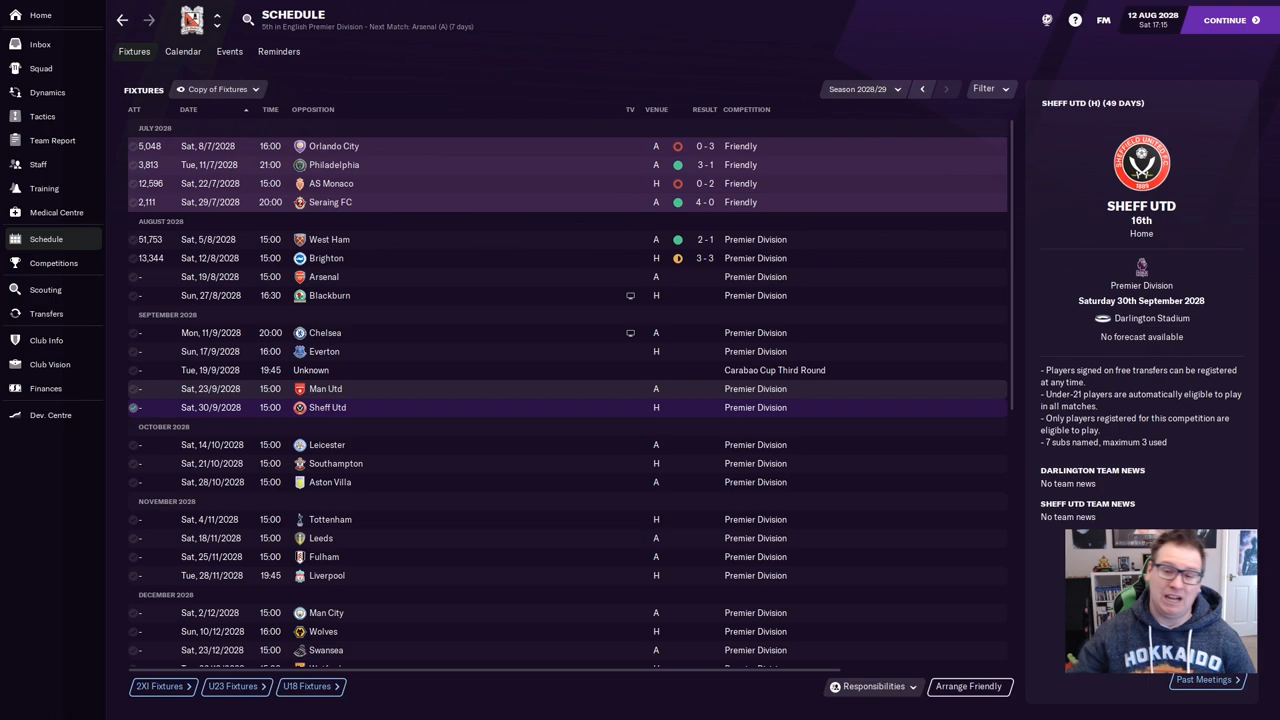 Home
SCHEDULE
5th in English Premier Division - Next Match: Arsenal (A) (7 days)
FM
12 AUG 2028
Sat 17:15
CONTINUE
Inbox
Squad
Dynamics
Tactics
Team Report
Staff
Training
Medical Centre
Schedule
Competitions
Scouting
Transfers
Club Info
Club Vision
Finances
Dev. Centre
Fixtures Calendar Events Reminders
FIXTURES Copy of Fixtures Season 2028/29 Filter
ATT DATE TIME OPPOSITION TV VENUE RESULT COMPETITION
JULY 2028
5,048 Sat, 8/7/2028 16:00 Orlando City A 0 - 3 Friendly
3,813 Tue, 11/7/2028 21:00 Philadelphia A 3 - 1 Friendly
12,596 Sat, 22/7/2028 15:00 AS Monaco H 0 - 2 Friendly
2,111 Sat, 29/7/2028 20:00 Seraing FC A 4 - 0 Friendly
AUGUST 2028
51,753 Sat, 5/8/2028 15:00 West Ham A 2 - 1 Premier Division
13,344 Sat, 12/8/2028 15:00 Brighton H 3 - 3 Premier Division
- Sat, 19/8/2028 15:00 Arsenal A Premier Division
- Sun, 27/8/2028 16:30 Blackburn H Premier Division
SEPTEMBER 2028
- Mon, 11/9/2028 20:00 Chelsea A Premier Division
- Sun, 17/9/2028 16:00 Everton H Premier Division
- Tue, 19/9/2028 19:45 Unknown Carabao Cup Third Round
- Sat, 23/9/2028 15:00 Man Utd A Premier Division
- Sat, 30/9/2028 15:00 Sheff Utd H Premier Division
OCTOBER 2028
- Sat, 14/10/2028 15:00 Leicester A Premier Division
- Sat, 21/10/2028 15:00 Southampton H Premier Division
- Sat, 28/10/2028 15:00 Aston Villa A Premier Division
NOVEMBER 2028
- Sat, 4/11/2028 15:00 Tottenham H Premier Division
- Sat, 18/11/2028 15:00 Leeds A Premier Division
- Sat, 25/11/2028 15:00 Fulham A Premier Division
- Tue, 28/11/2028 19:45 Liverpool H Premier Division
DECEMBER 2028
- Sat, 2/12/2028 15:00 Man City A Premier Division
- Sun, 10/12/2028 16:00 Wolves H Premier Division
- Sat, 23/12/2028 15:00 Swansea A Premier Division
2XI Fixtures U23 Fixtures U18 Fixtures Responsibilities Arrange Friendly
SHEFF UTD (H) (49 DAYS)
SHEFF UTD
16th
Home
Premier Division
Saturday 30th September 2028
Darlington Stadium
No forecast available
- Players signed on free transfers can be registered
at any time.
- Under-21 players are automatically eligible to play
in all matches.
- Only players registered for this competition are
eligible to play.
- 7 subs named, maximum 3 used
DARLINGTON TEAM NEWS
No team news
SHEFF UTD TEAM NEWS
No team news
HOKKAIDO
Past Meetings